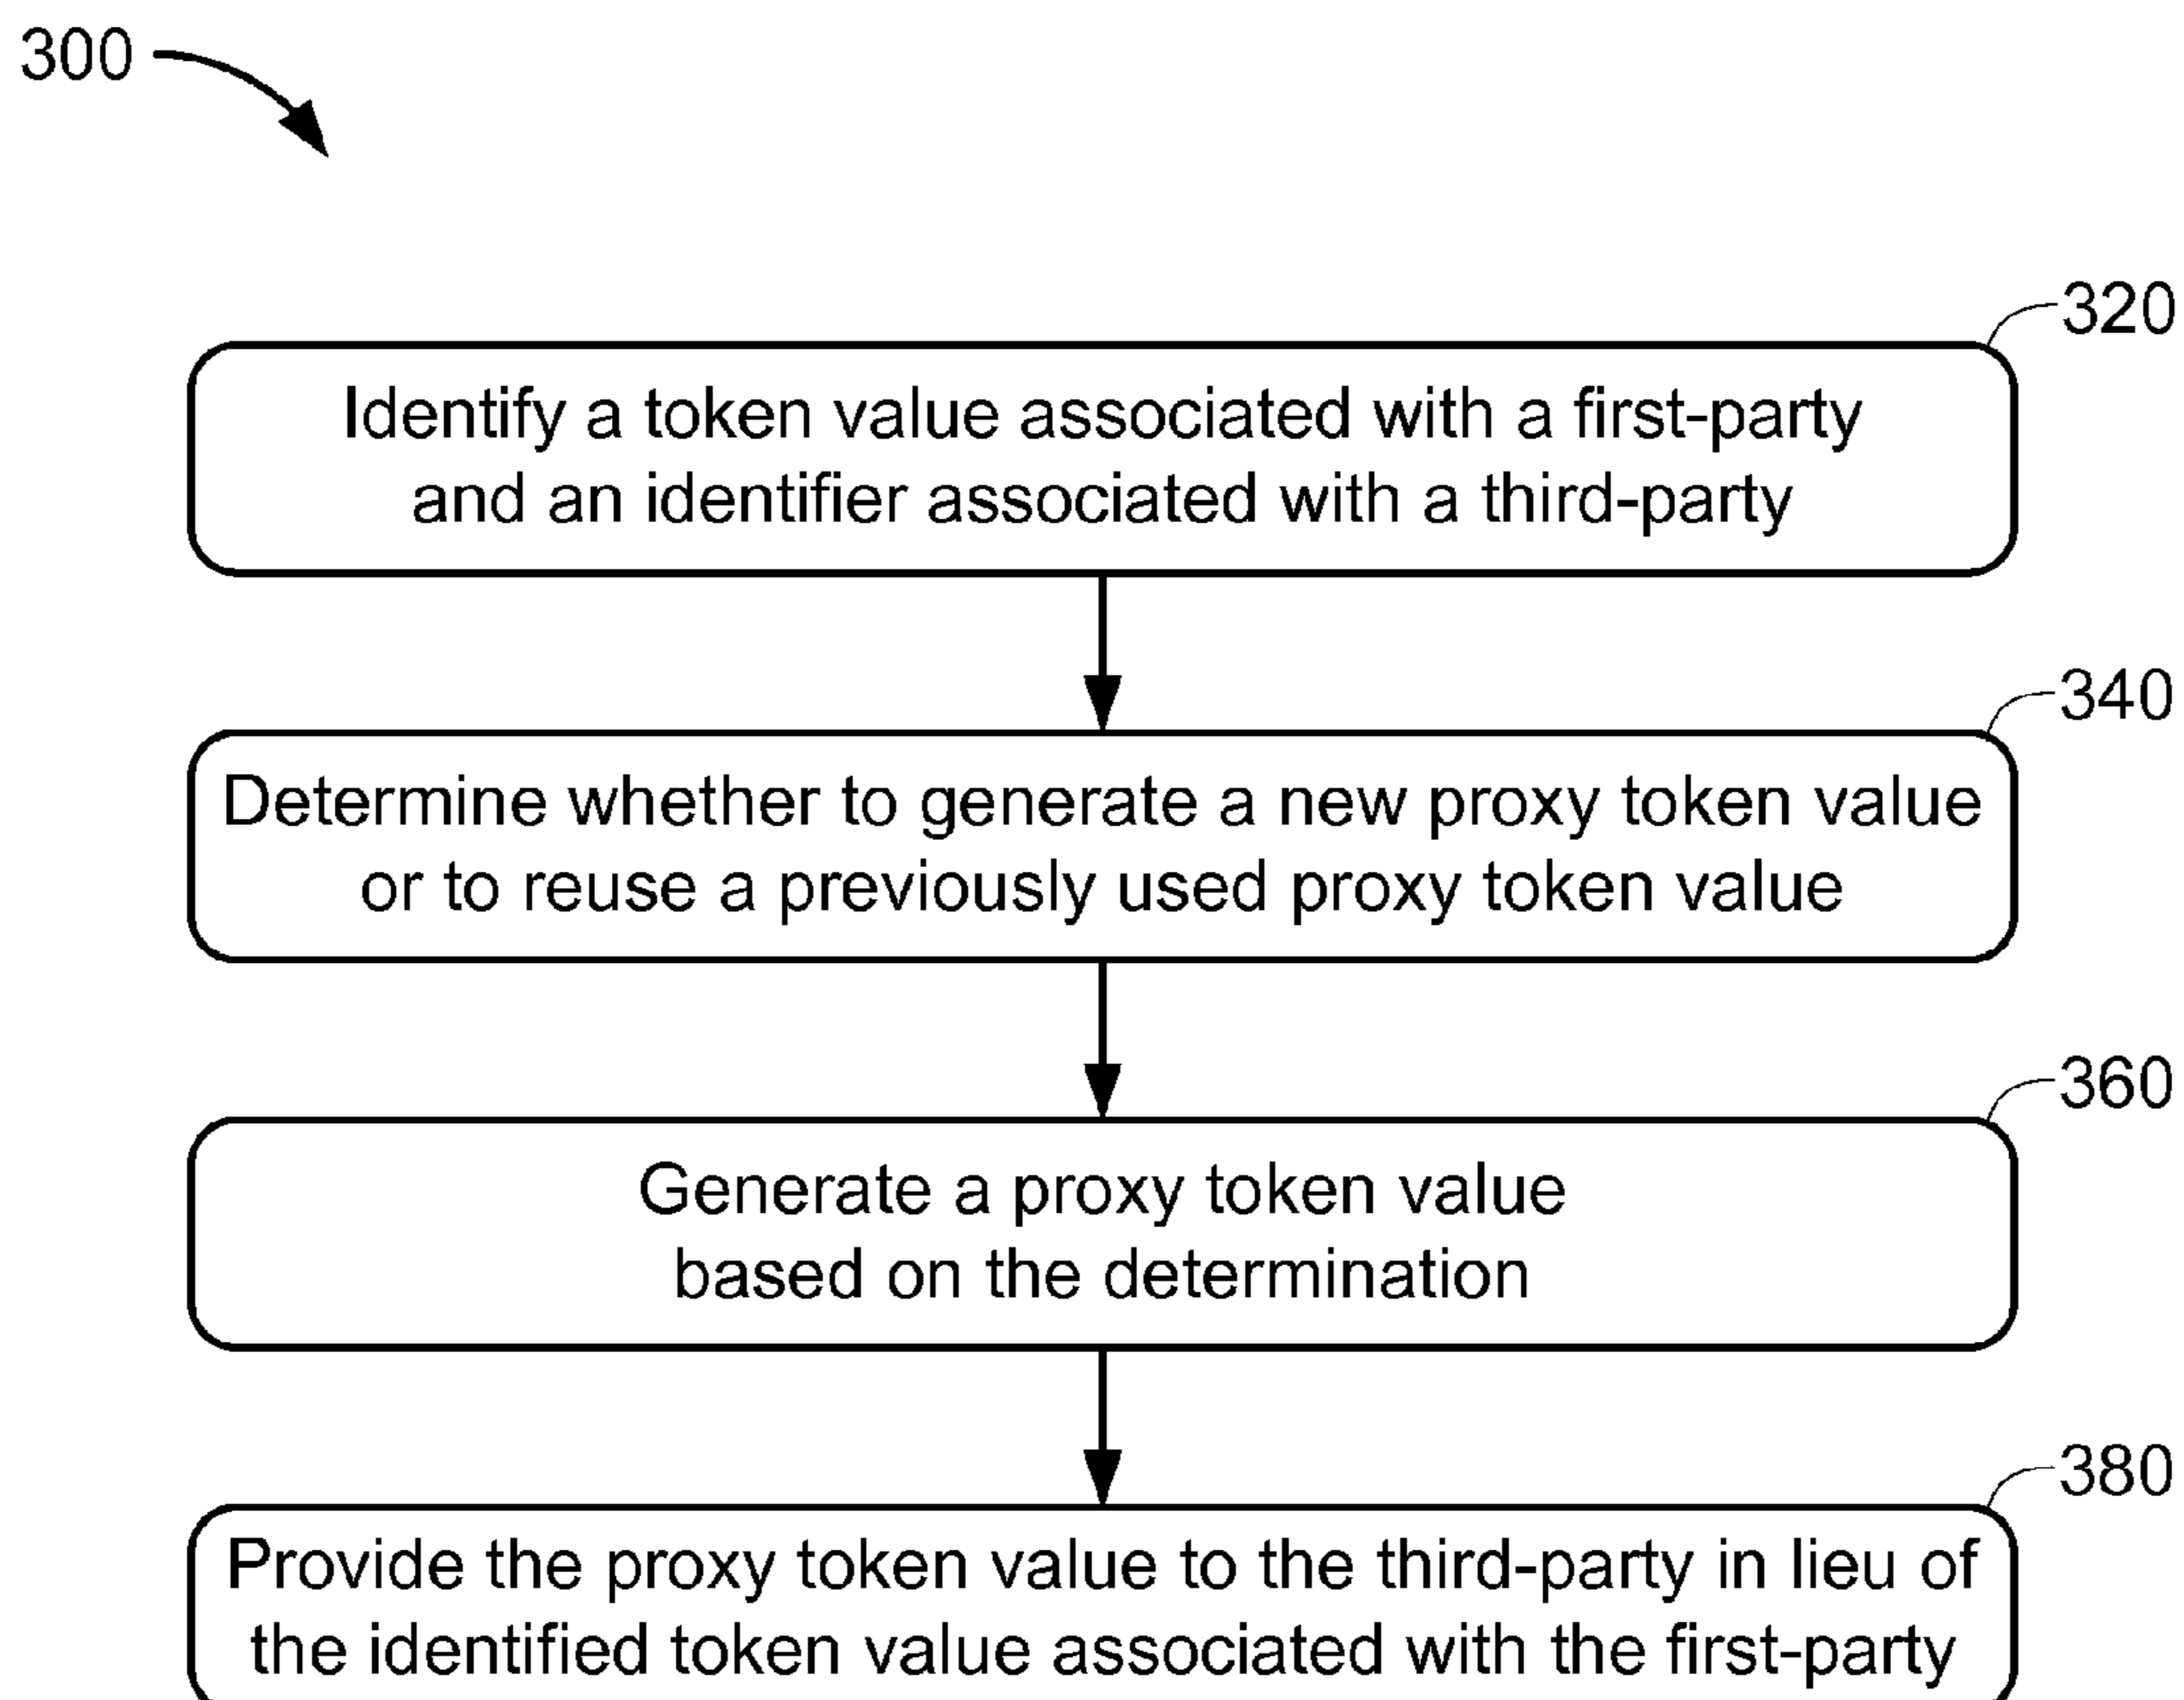 300
320
Identify a token value associated with a first-party
and an identifier associated with a third-party
340
Determine whether to generate a new proxy token value
or to reuse a previously used proxy token value
360
Generate a proxy token value
based on the determination
380
Provide the proxy token value to the third-party in lieu of
the identified token value associated with the first-party